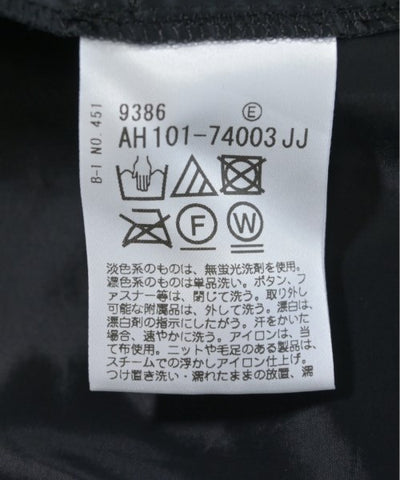 9386 Ⓔ
AH101-74003JJ
B-1 NO. 451
F W
淡色系のものは、無蛍光洗剤を使用。
濃色系のものは単品洗い。ボタン、フ
ァスナー等は、閉じて洗う。取り外し
可能な附属品は、外して洗う。漂白は、
漂白剤の指示にしたがう。汗をかいた
場合、速やかに洗う。アイロンは、当
て布使用。ニットや毛足のある製品は、
スチームでの浮かしアイロン仕上げ。
つけ置き洗い・濡れたままの放置、濡